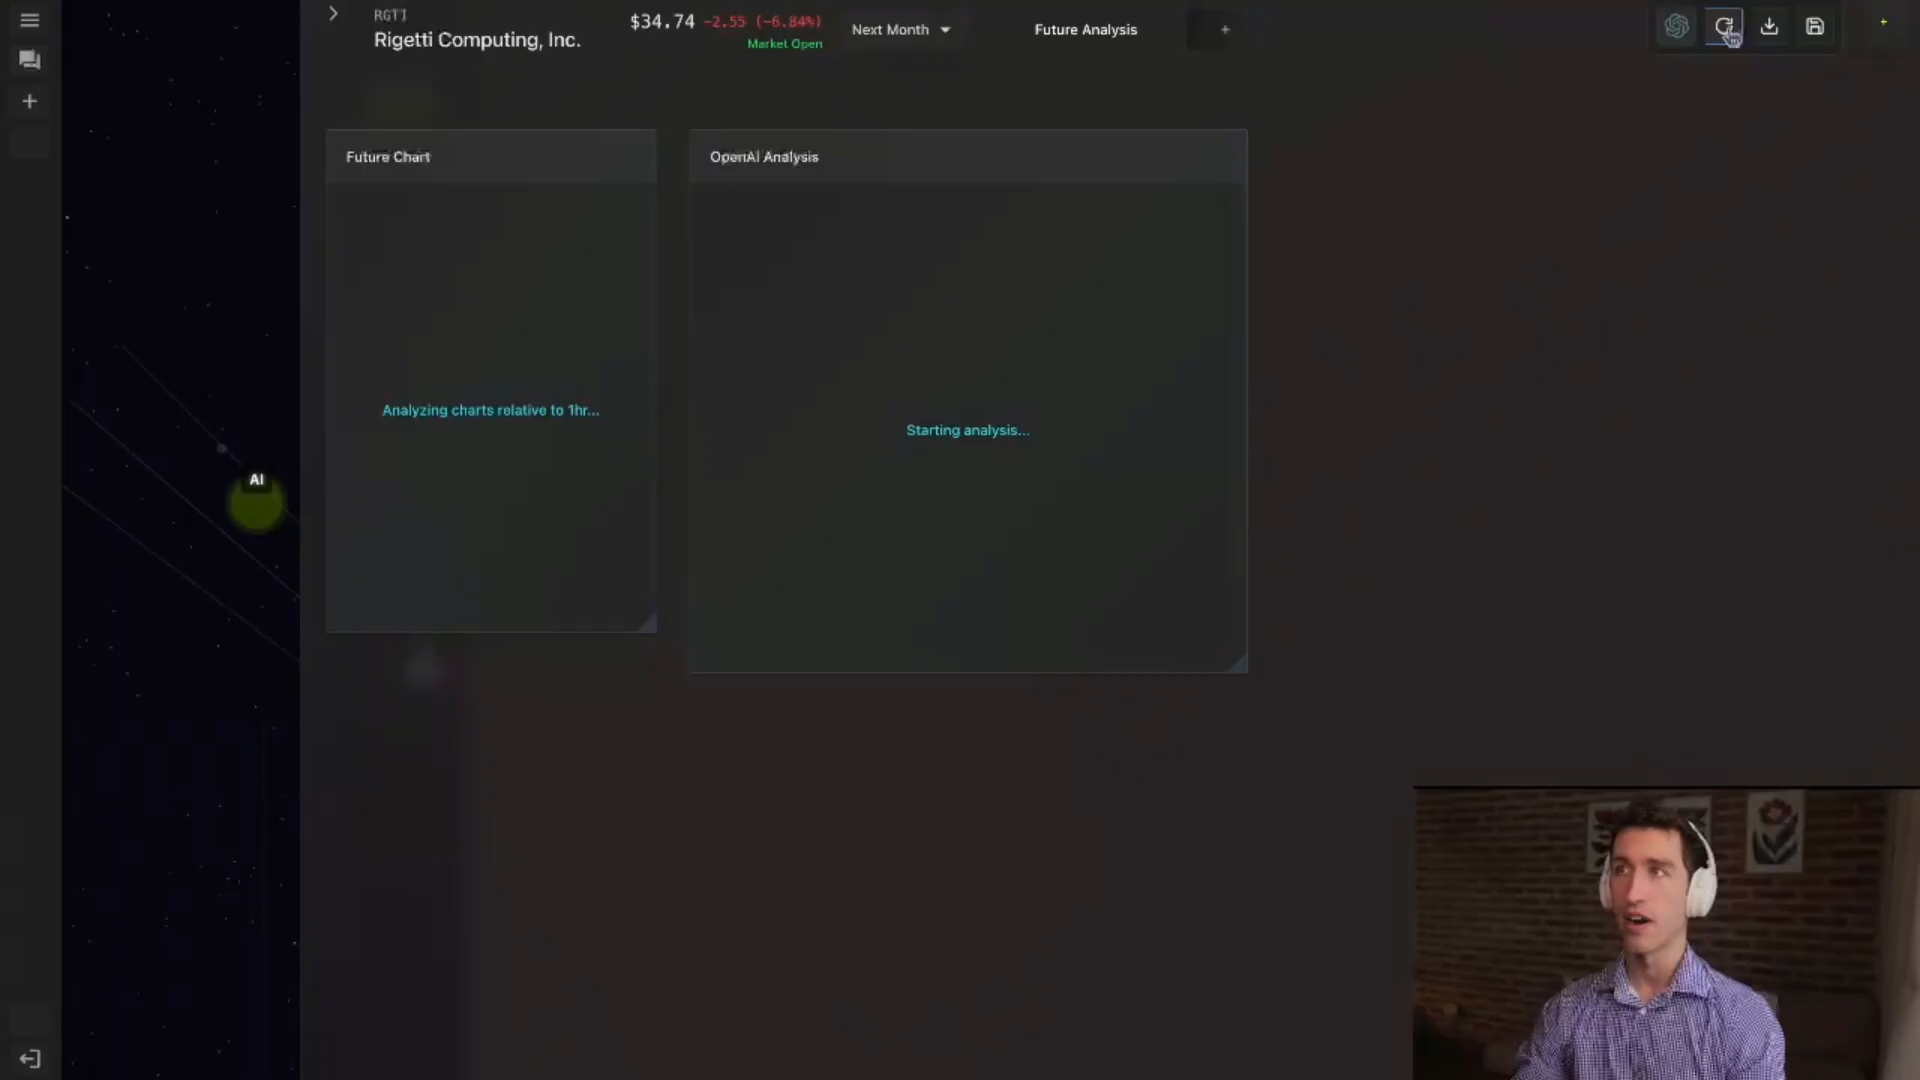 RGTI
Rigetti Computing, Inc.
$34.74 -2.55 (-6.84%)
Market Open
Next Month
Future Analysis
+
Future Chart
OpenAI Analysis
Analyzing charts relative to 1hr...
Starting analysis...
AI